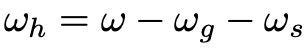 ω_h = ω − ω_g − ω_s